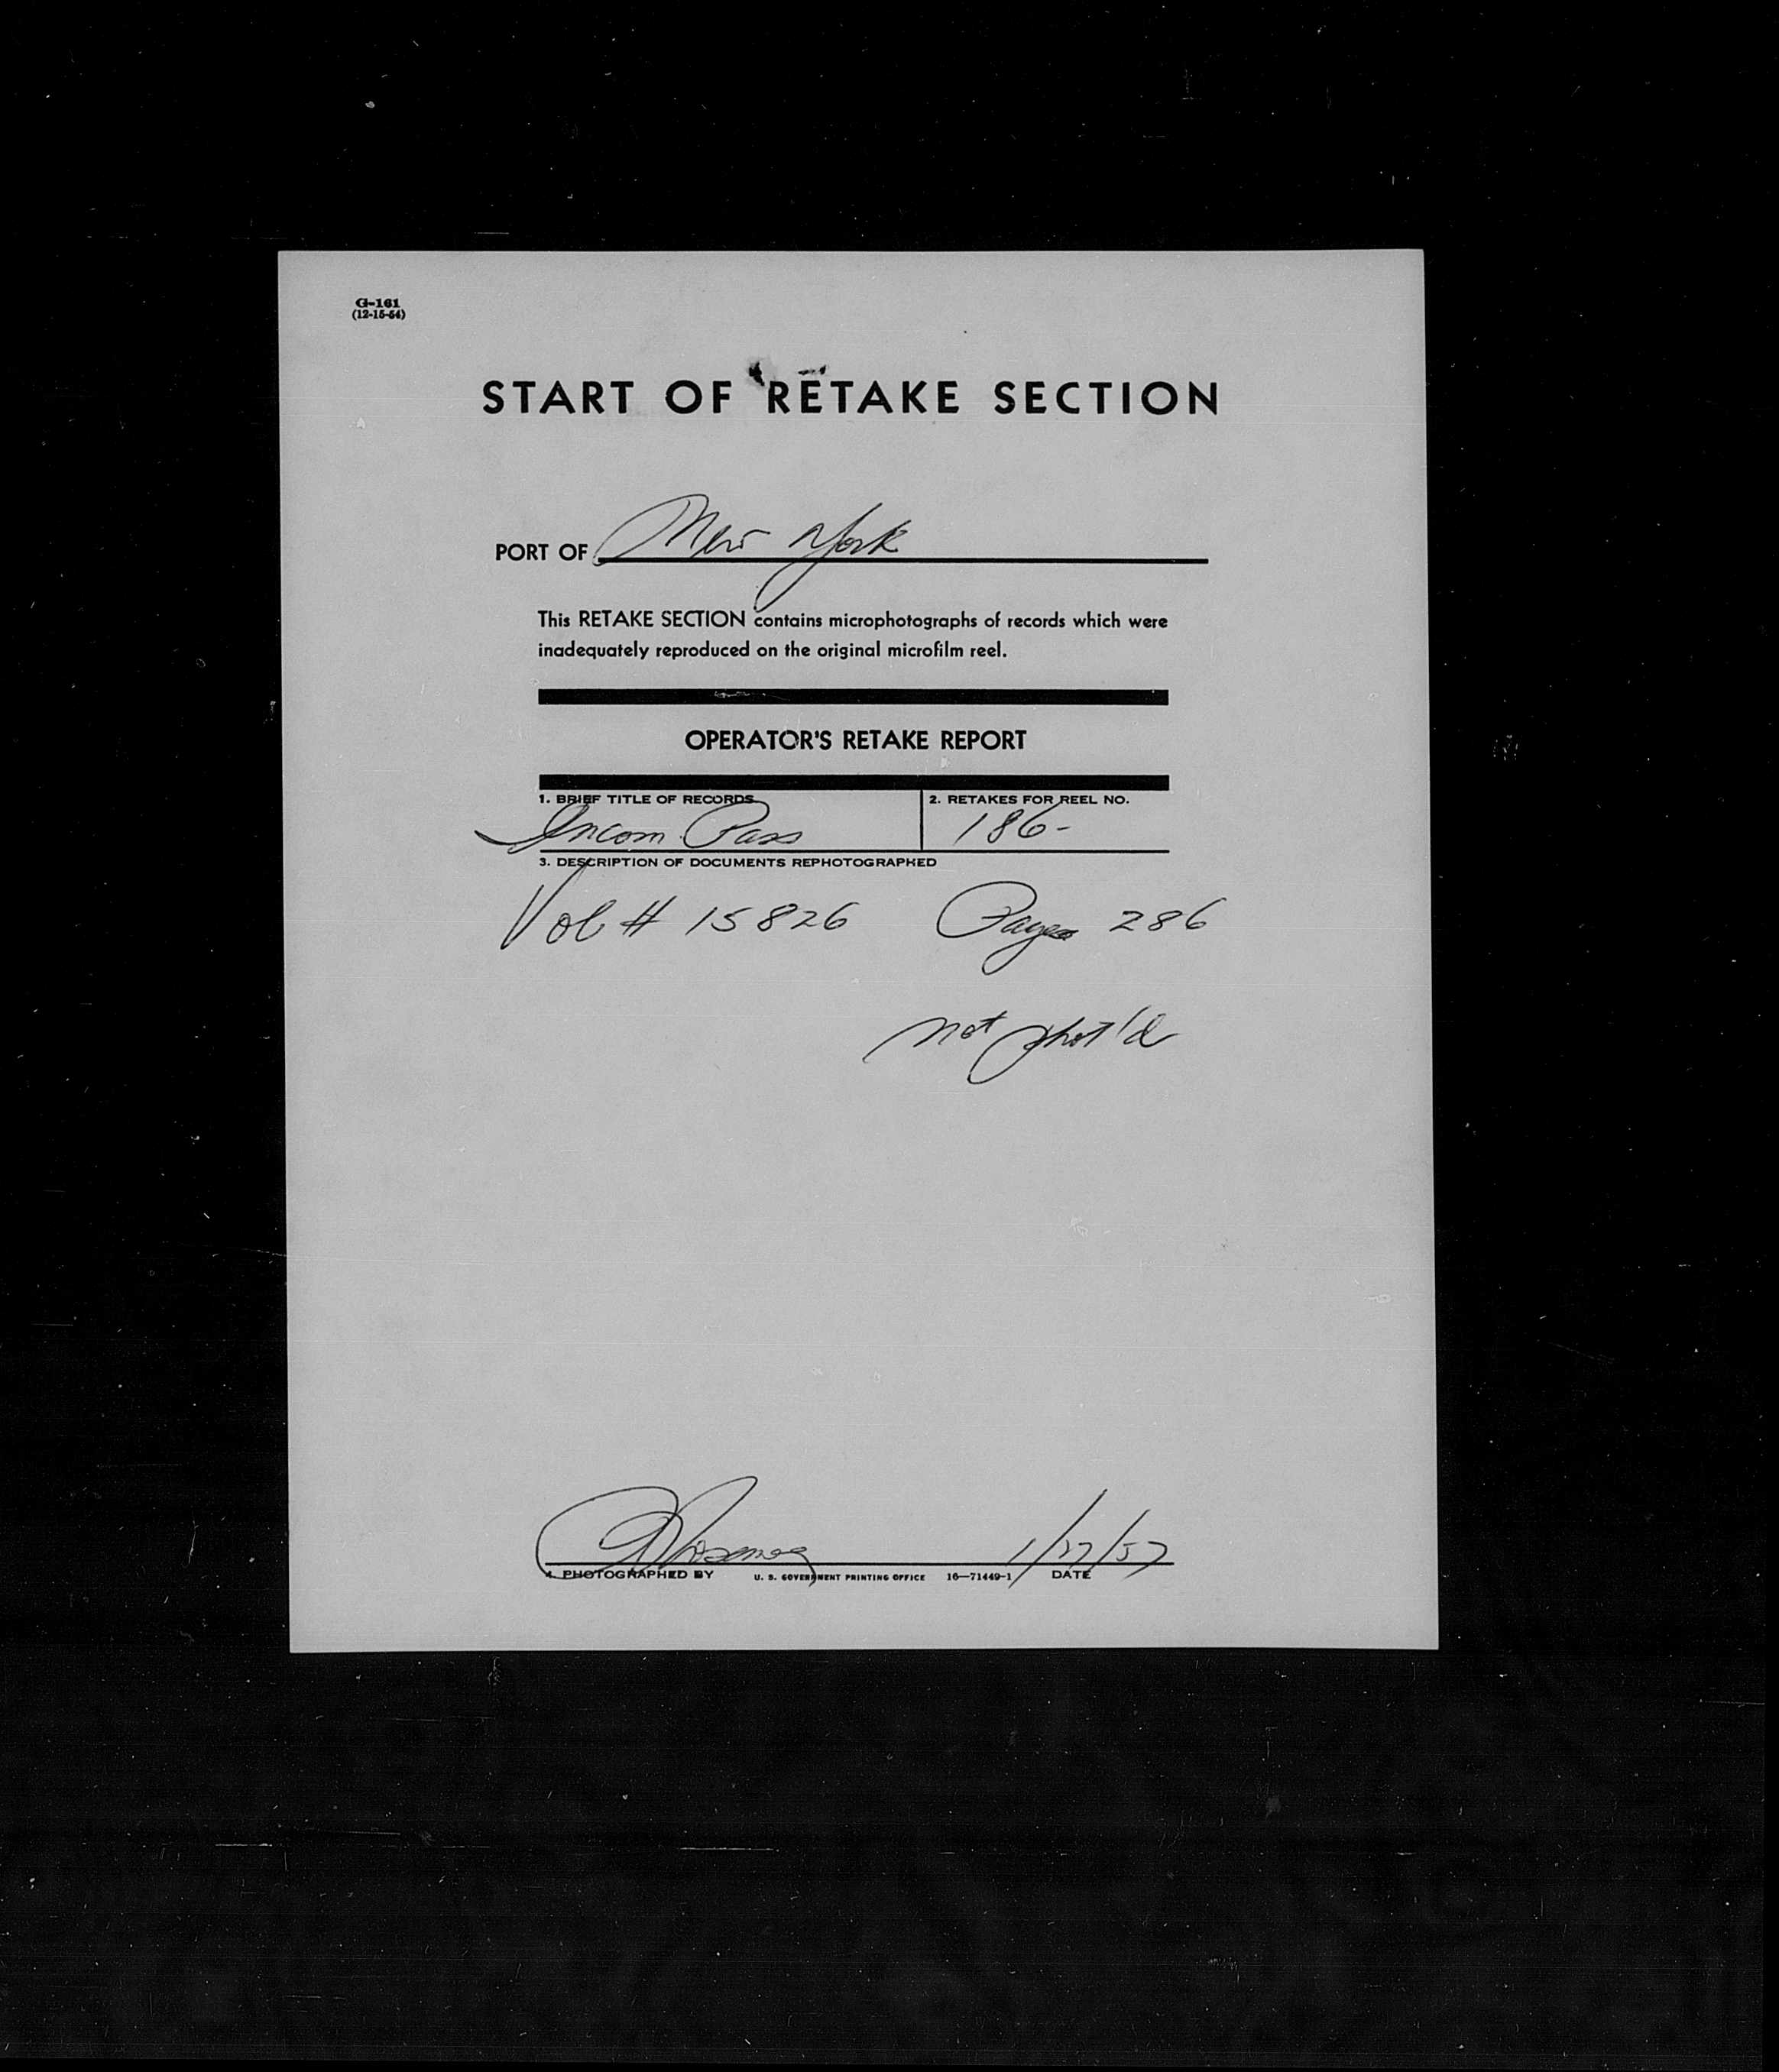 G-161
(12-15-54)
START OF RETAKE SECTION
PORT OF New York
This RETAKE SECTION contains microphotographs of records which were
inadequately reproduced on the original microfilm reel.
OPERATOR'S RETAKE REPORT
1. BRIEF TITLE OF RECORDS 2. RETAKES FOR REEL NO.
Incom. Pass 186-
3. DESCRIPTION OF DOCUMENTS REPHOTOGRAPHED
Vol # 15826 Page 286
not phot'd
1/27/57
4. PHOTOGRAPHED BY U. S. GOVERNMENT PRINTING OFFICE 16—71449-1 DATE